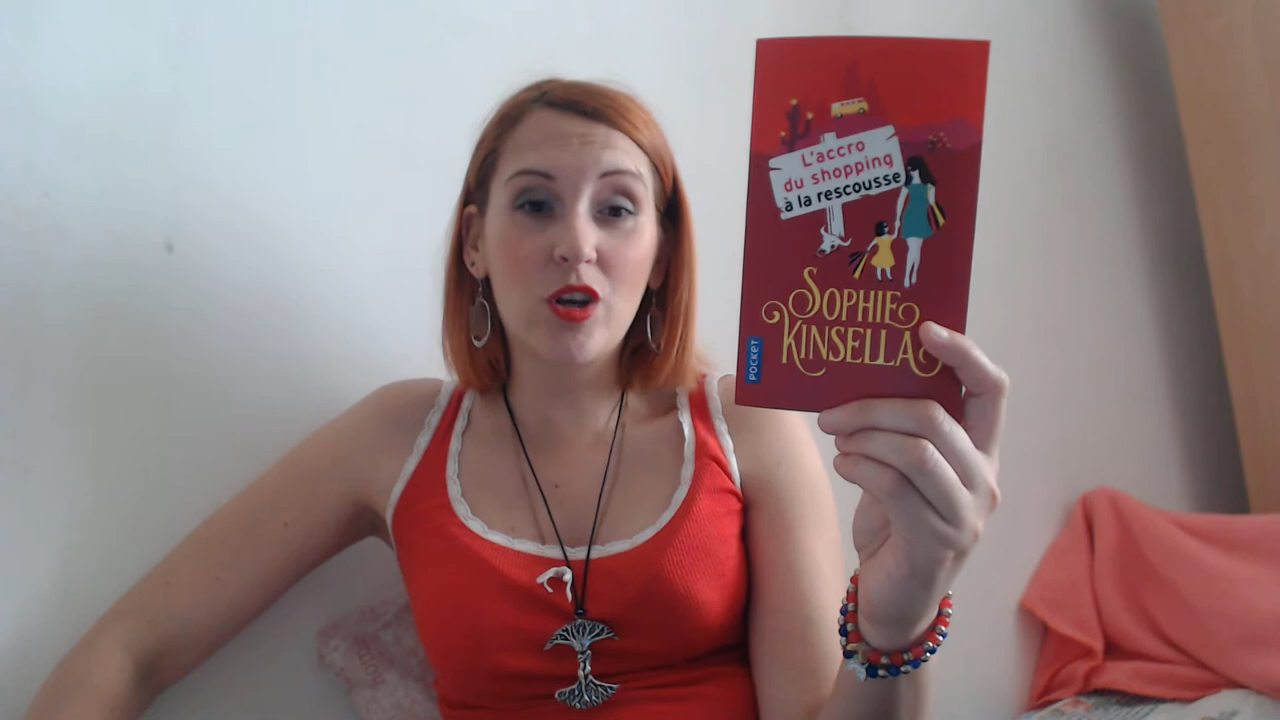 L'accro
du shopping
à la rescousse
SOPHIE
KINSELLA
POCKET